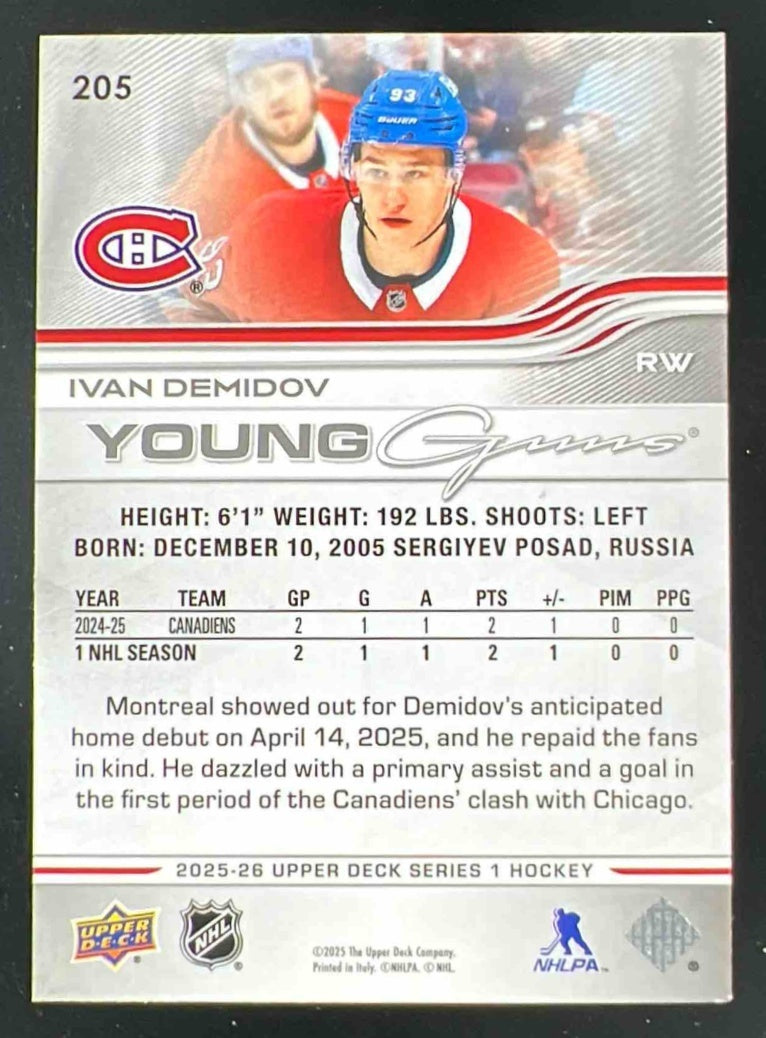 205
93
BAUER
RW
IVAN DEMIDOV
YOUNG Guns®
HEIGHT: 6'1" WEIGHT: 192 LBS. SHOOTS: LEFT
BORN: DECEMBER 10, 2005 SERGIYEV POSAD, RUSSIA
YEAR TEAM GP G A PTS +/- PIM PPG
2024-25 CANADIENS 2 1 1 2 1 0 0
1 NHL SEASON 2 1 1 2 1 0 0
Montreal showed out for Demidov's anticipated
home debut on April 14, 2025, and he repaid the fans
in kind. He dazzled with a primary assist and a goal in
the first period of the Canadiens' clash with Chicago.
2025-26 UPPER DECK SERIES 1 HOCKEY
UPPER
D·E·C·K
NHL
©2025 The Upper Deck Company.
Printed in Italy. ©NHLPA. © NHL.
NHLPA™